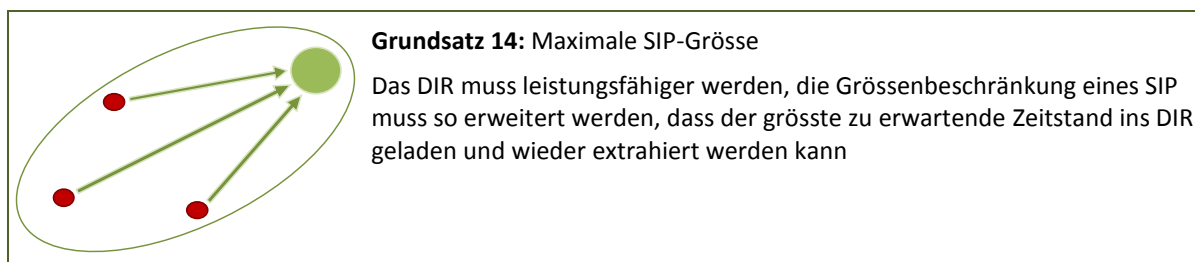 Grundsatz 14: Maximale SIP-Grösse
Das DIR muss leistungsfähiger werden, die Grössenbeschränkung eines SIP
muss so erweitert werden, dass der grösste zu erwartende Zeitstand ins DIR
geladen und wieder extrahiert werden kann